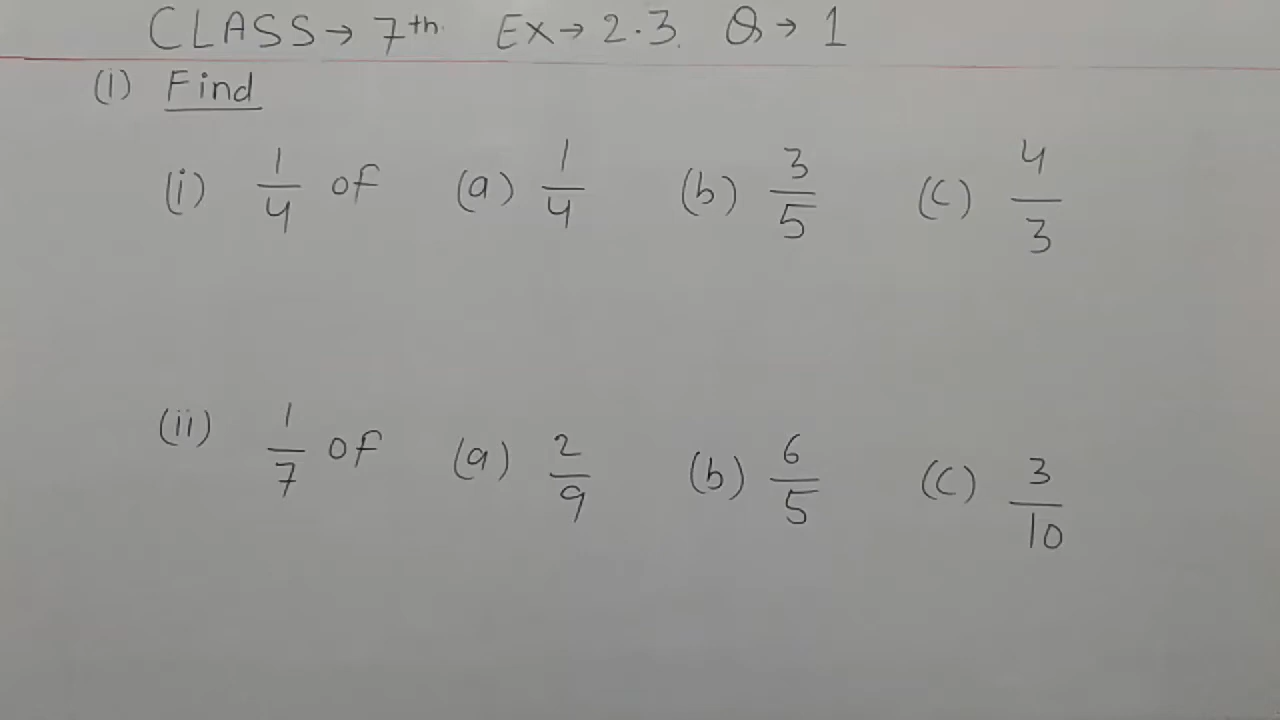 CLASS → 7th. Ex → 2.3. Q → 1
(1) Find
(i) 1/4 of (a) 1/4 (b) 3/5 (c) 4/3
(ii) 1/7 of (a) 2/9 (b) 6/5 (c) 3/10